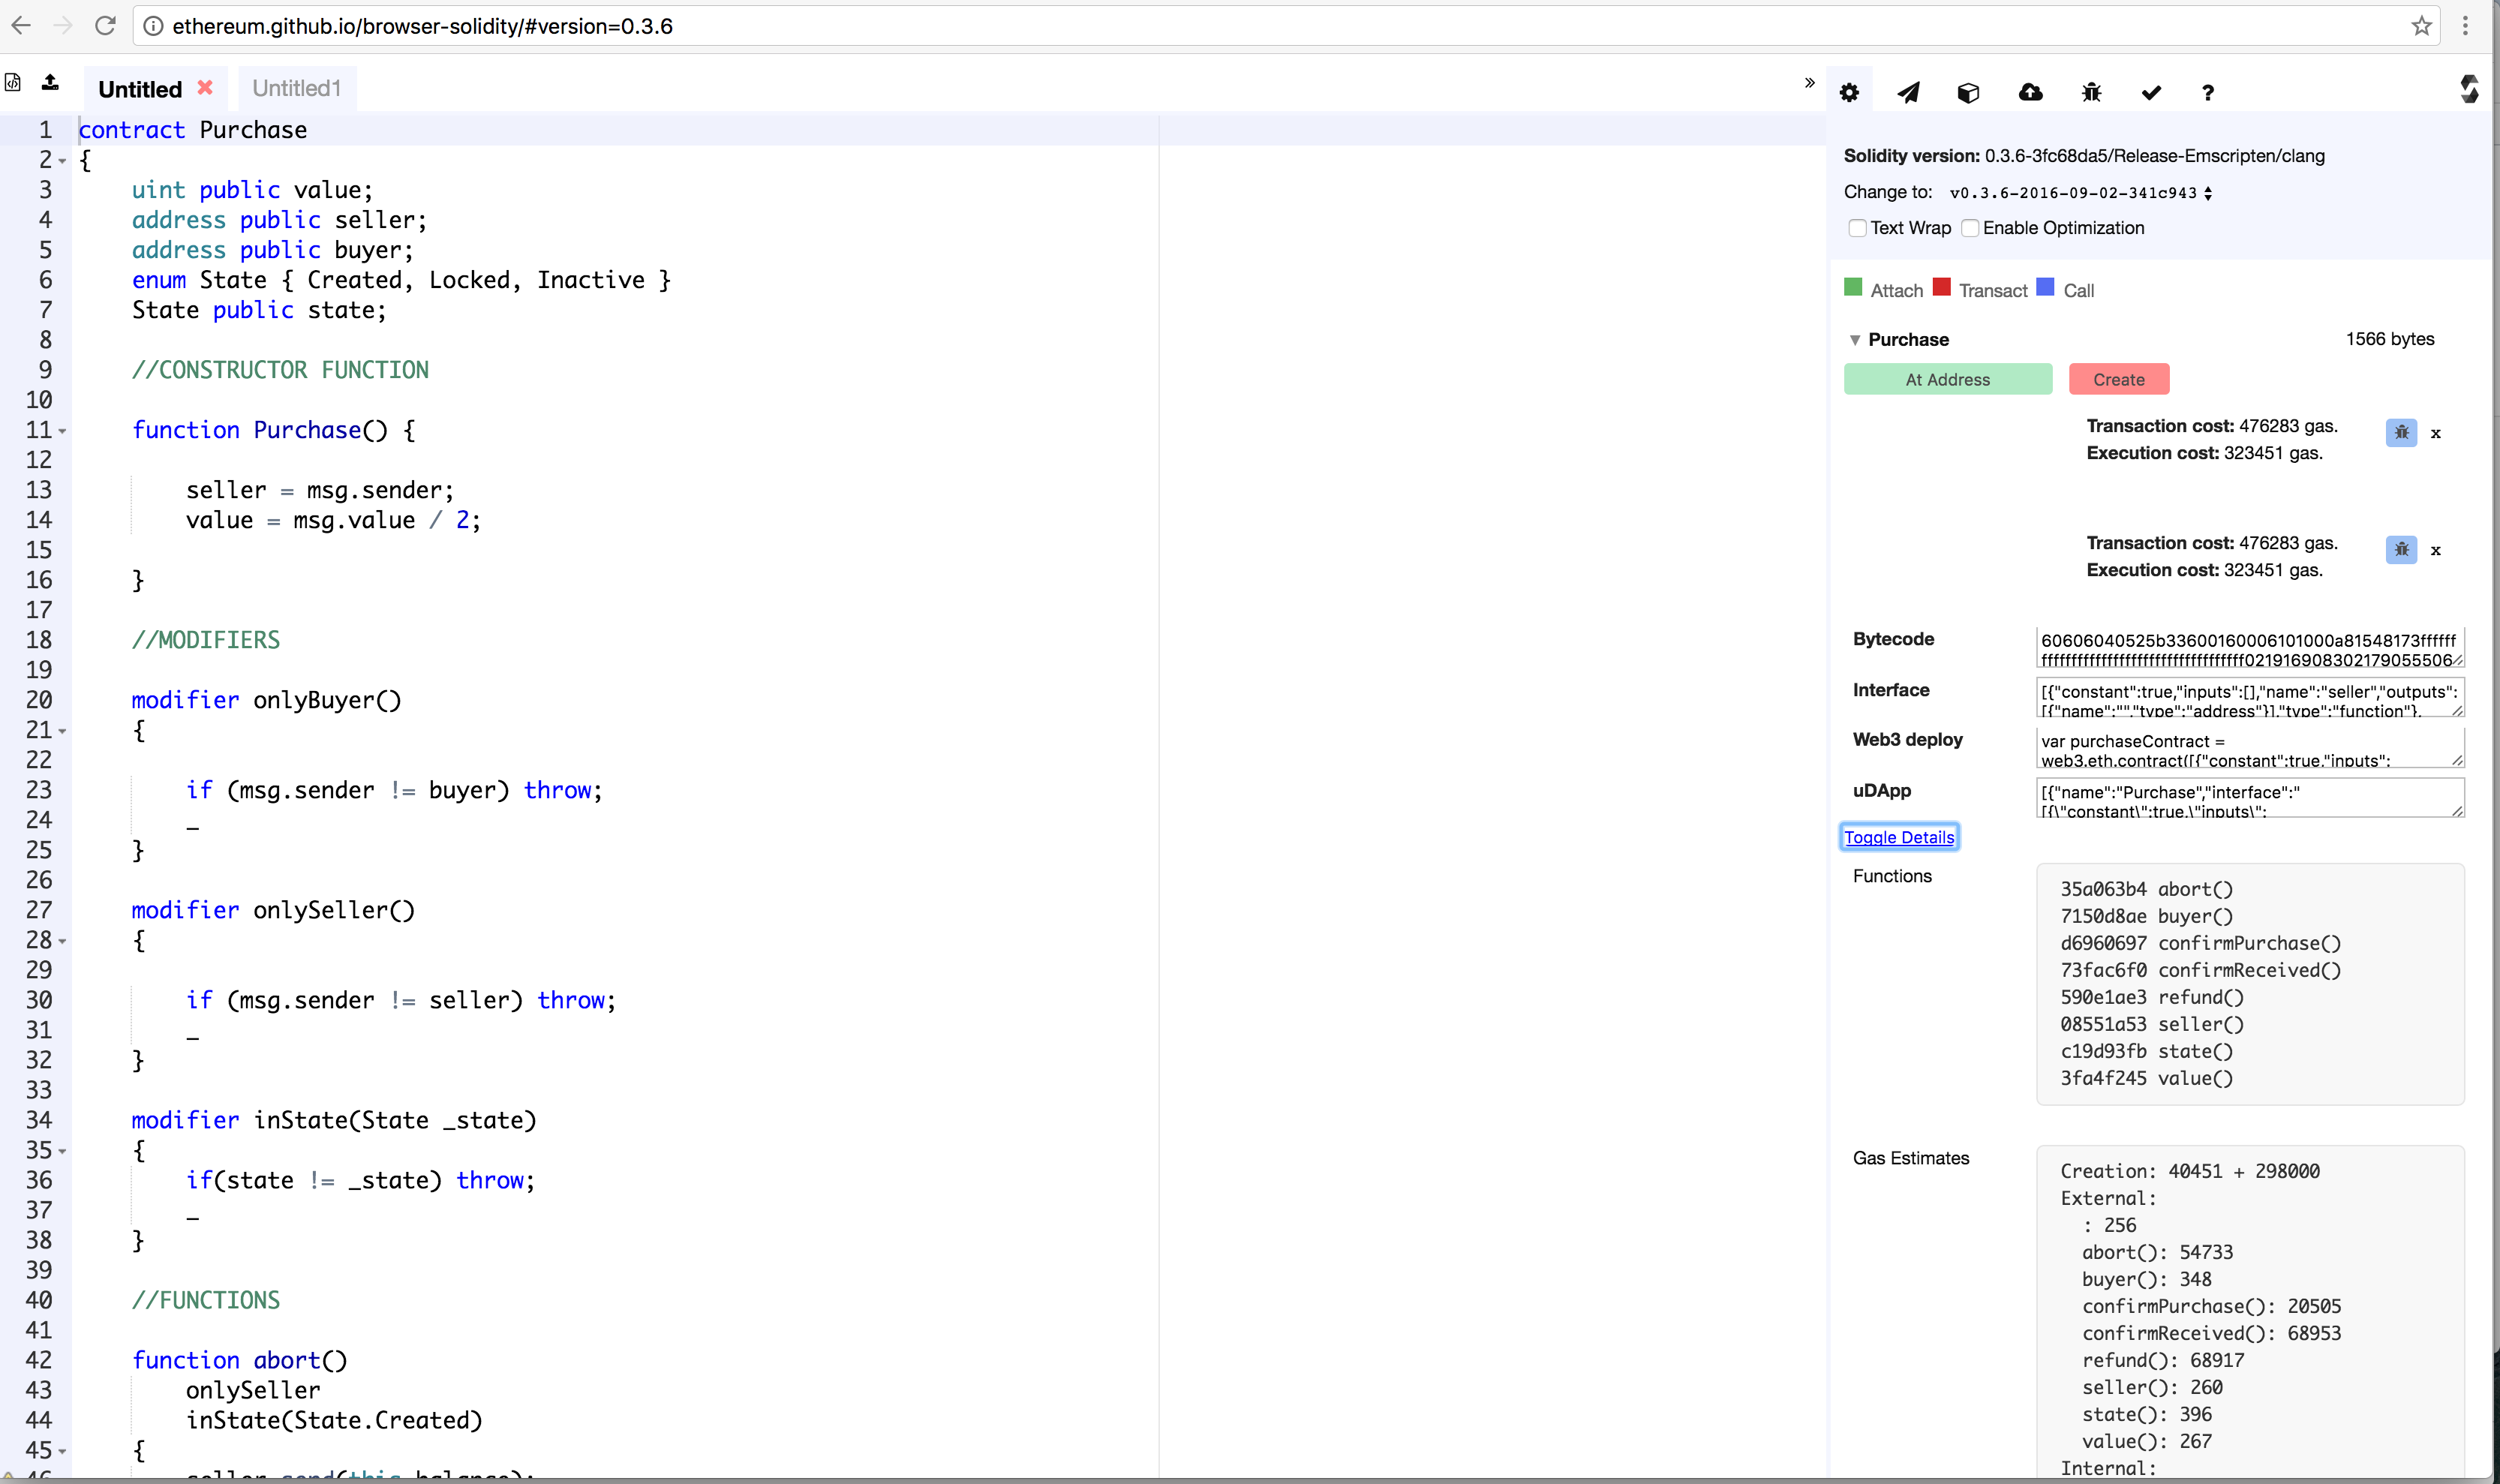 ethereum.github.io/browser-solidity/#version=0.3.6
Untitled
Untitled1
1 contract Purchase
2 {
3 uint public value;
4 address public seller;
5 address public buyer;
6 enum State { Created, Locked, Inactive }
7 State public state;
8
9 //CONSTRUCTOR FUNCTION
10
11 function Purchase() {
12
13 seller = msg.sender;
14 value = msg.value / 2;
15
16 }
17
18 //MODIFIERS
19
20 modifier onlyBuyer()
21 {
22
23 if (msg.sender != buyer) throw;
24 _
25 }
26
27 modifier onlySeller()
28 {
29
30 if (msg.sender != seller) throw;
31 _
32 }
33
34 modifier inState(State _state)
35 {
36 if(state != _state) throw;
37 _
38 }
39
40 //FUNCTIONS
41
42 function abort()
43 onlySeller
44 inState(State.Created)
45 {
46 seller.send(this.balance);
Solidity version: 0.3.6-3fc68da5/Release-Emscripten/clang
Change to: v0.3.6-2016-09-02-341c943
Text Wrap Enable Optimization
Attach Transact Call
Purchase 1566 bytes
At Address Create
Transaction cost: 476283 gas. x
Execution cost: 323451 gas.
Transaction cost: 476283 gas. x
Execution cost: 323451 gas.
Bytecode
60606040525b33600160006101000a81548173ffffff
Interface
[{"constant":true,"inputs":[],"name":"seller","outputs":
[{"name":"","type":"address"}],"type":"function"},
Web3 deploy
var purchaseContract =
web3.eth.contract([{"constant":true,"inputs":
uDApp
[{"name":"Purchase","interface":"
[{\"constant\":true,\"inputs\":
Toggle Details
Functions
35a063b4 abort()
7150d8ae buyer()
d6960697 confirmPurchase()
73fac6f0 confirmReceived()
590e1ae3 refund()
08551a53 seller()
c19d93fb state()
3fa4f245 value()
Gas Estimates
Creation: 40451 + 298000
External:
: 256
abort(): 54733
buyer(): 348
confirmPurchase(): 20505
confirmReceived(): 68953
refund(): 68917
seller(): 260
state(): 396
value(): 267
Internal: